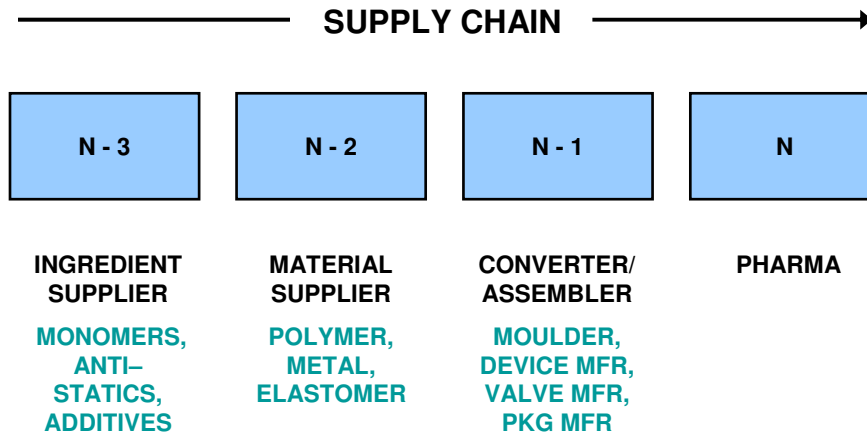 SUPPLY CHAIN
N - 3
N - 2
N - 1
N
INGREDIENT
SUPPLIER
MONOMERS,
ANTI–
STATICS,
ADDITIVES
MATERIAL
SUPPLIER
POLYMER,
METAL,
ELASTOMER
CONVERTER/
ASSEMBLER
MOULDER,
DEVICE MFR,
VALVE MFR,
PKG MFR
PHARMA